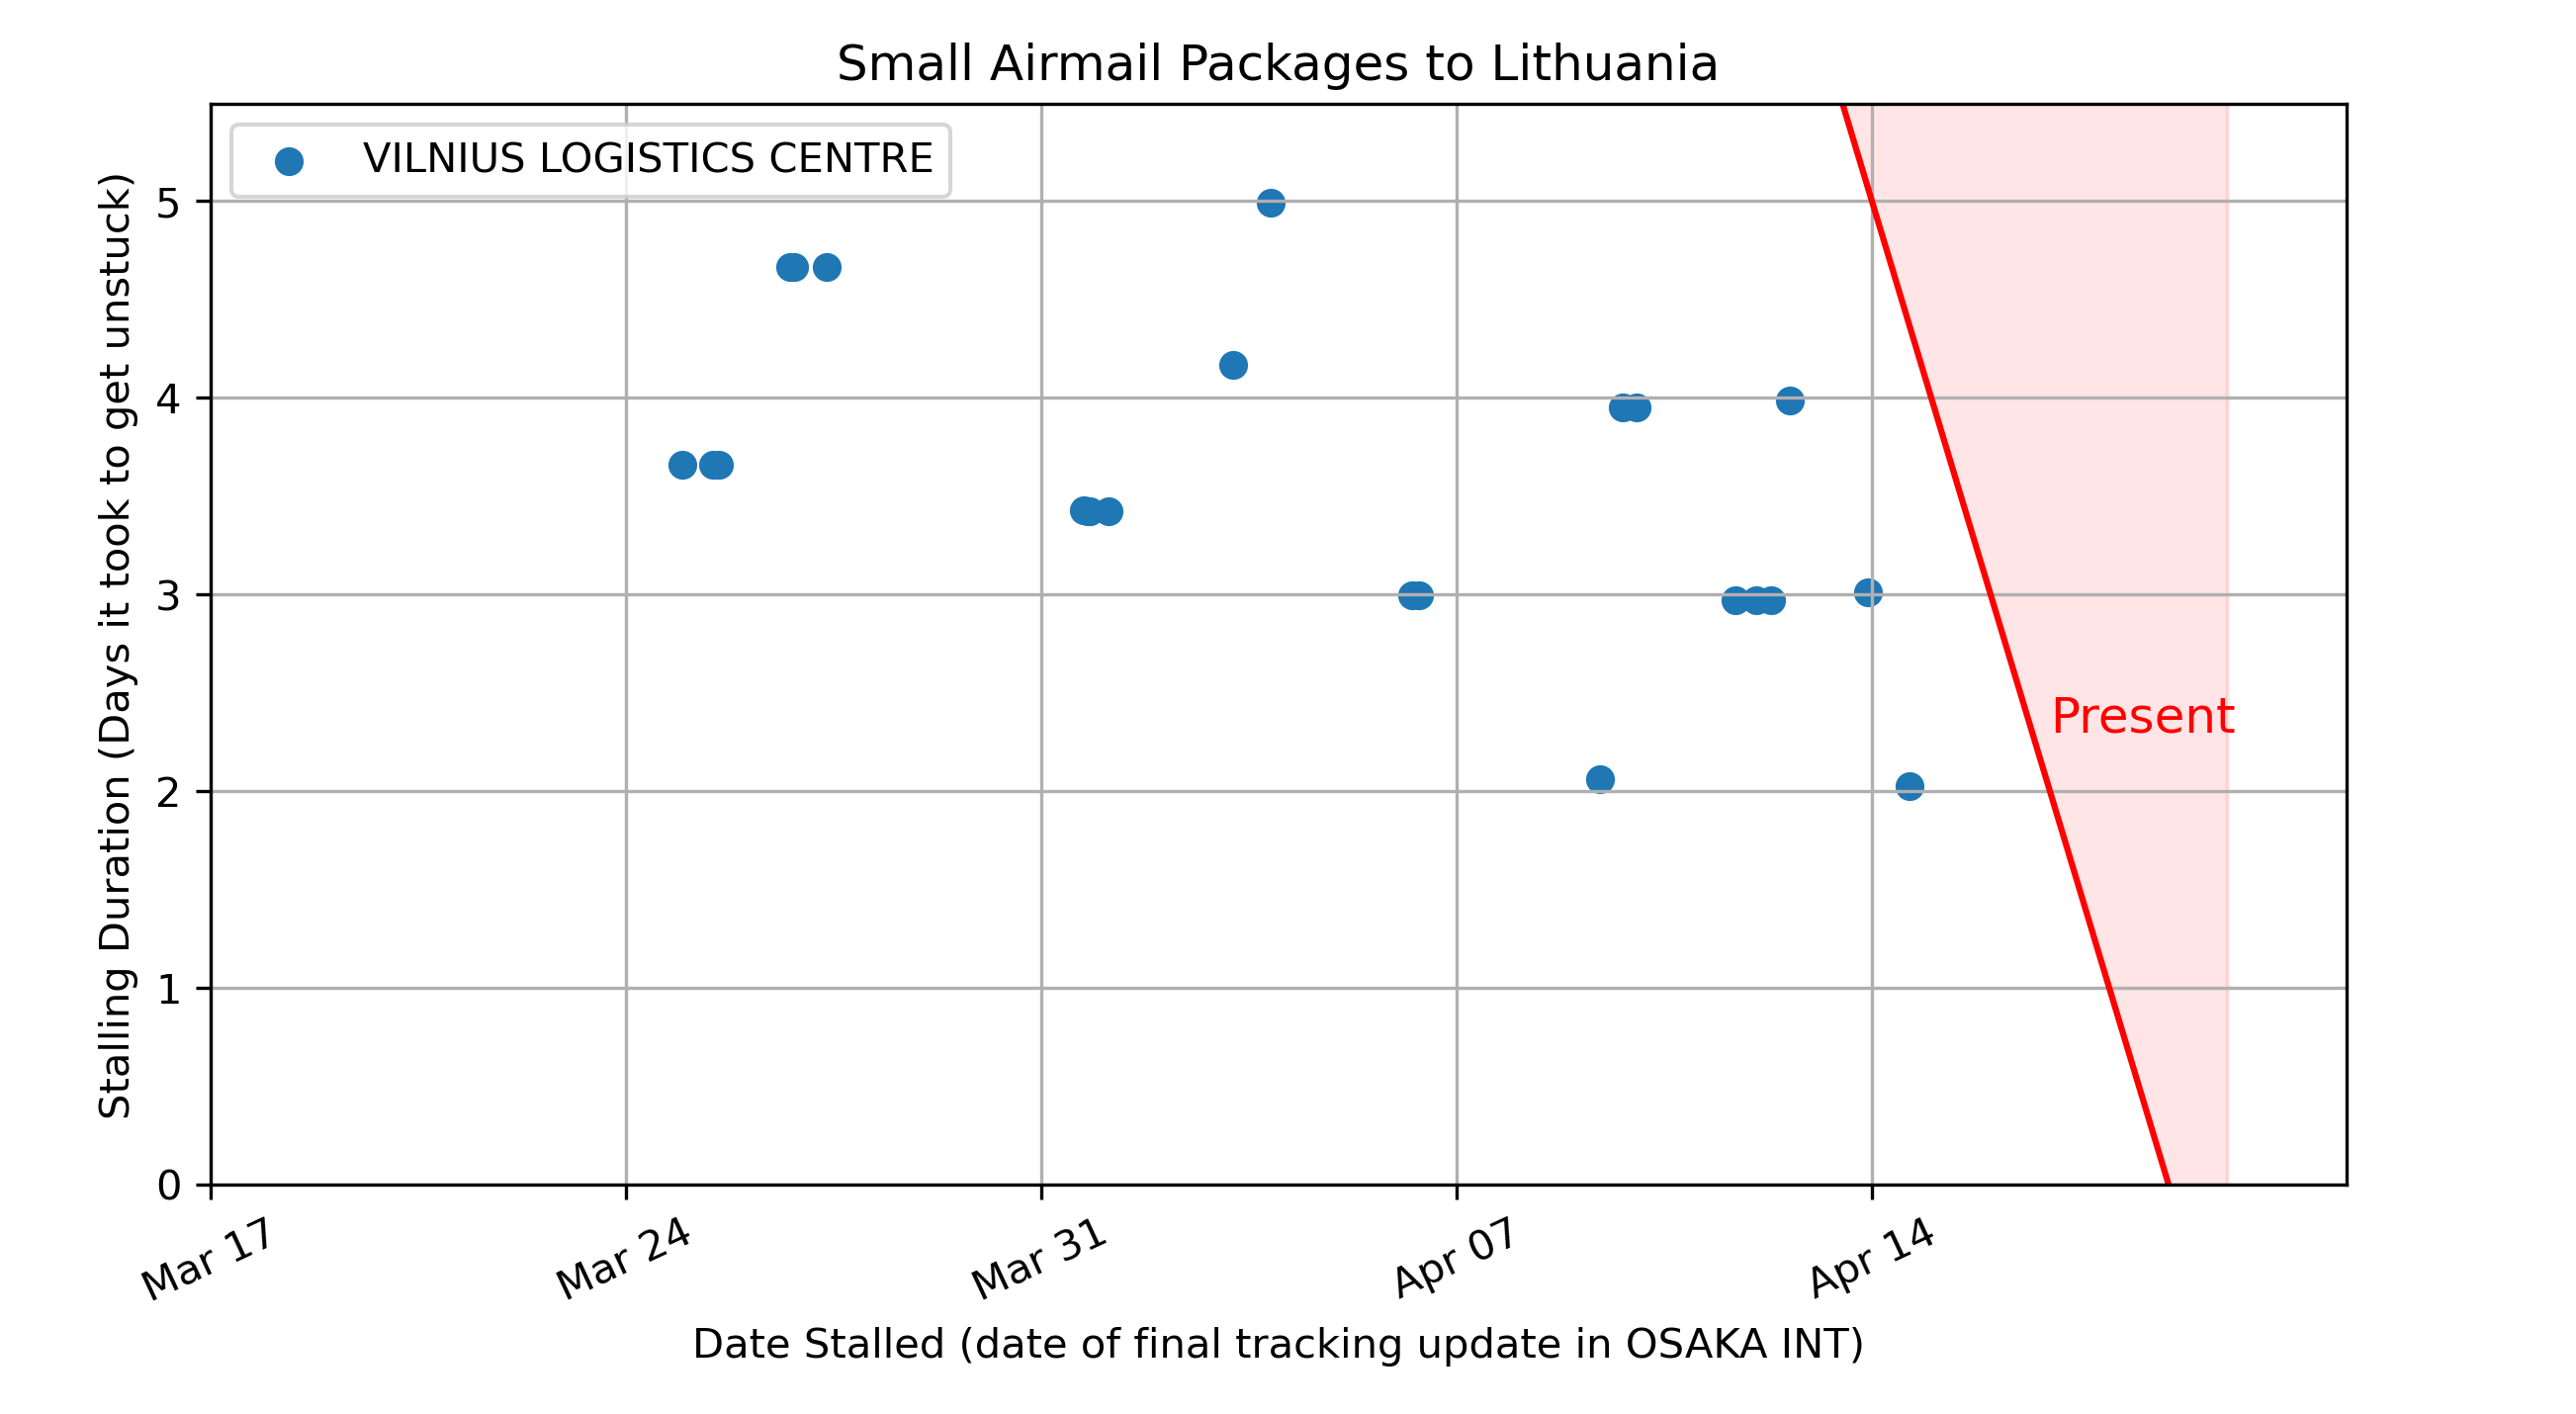 Small Airmail Packages to Lithuania
VILNIUS LOGISTICS CENTRE
Stalling Duration (Days it took to get unstuck)
5
4
3
2
1
0
Present
Mar 17
Mar 24
Mar 31
Apr 07
Apr 14
Date Stalled (date of final tracking update in OSAKA INT)